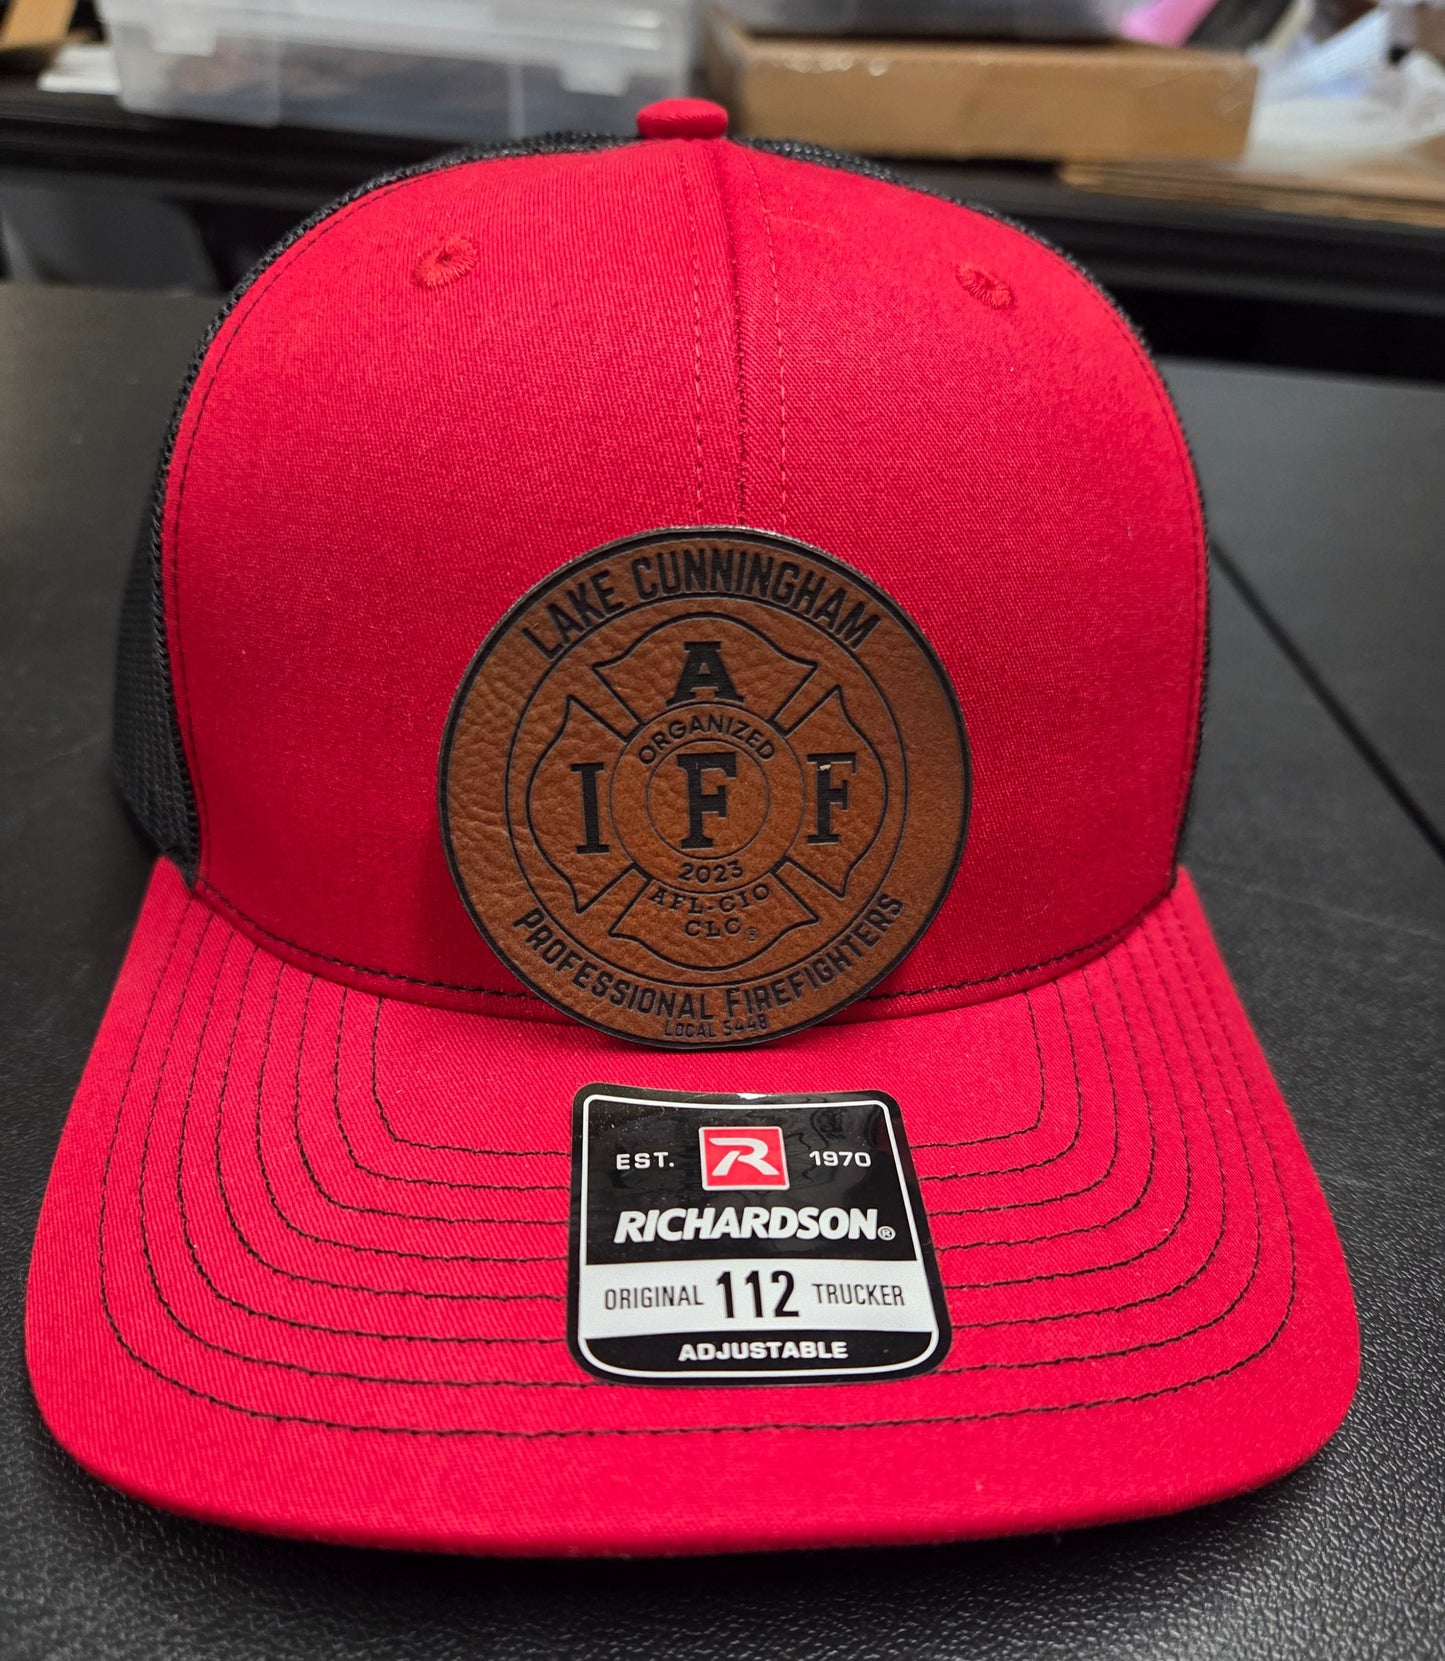 LAKE CUNNINGHAM
A
ORGANIZED
I F F
2023
AFL-CIO
CLC®
PROFESSIONAL FIREFIGHTERS
LOCAL 5448
EST. R 1970
RICHARDSON®
ORIGINAL 112 TRUCKER
ADJUSTABLE